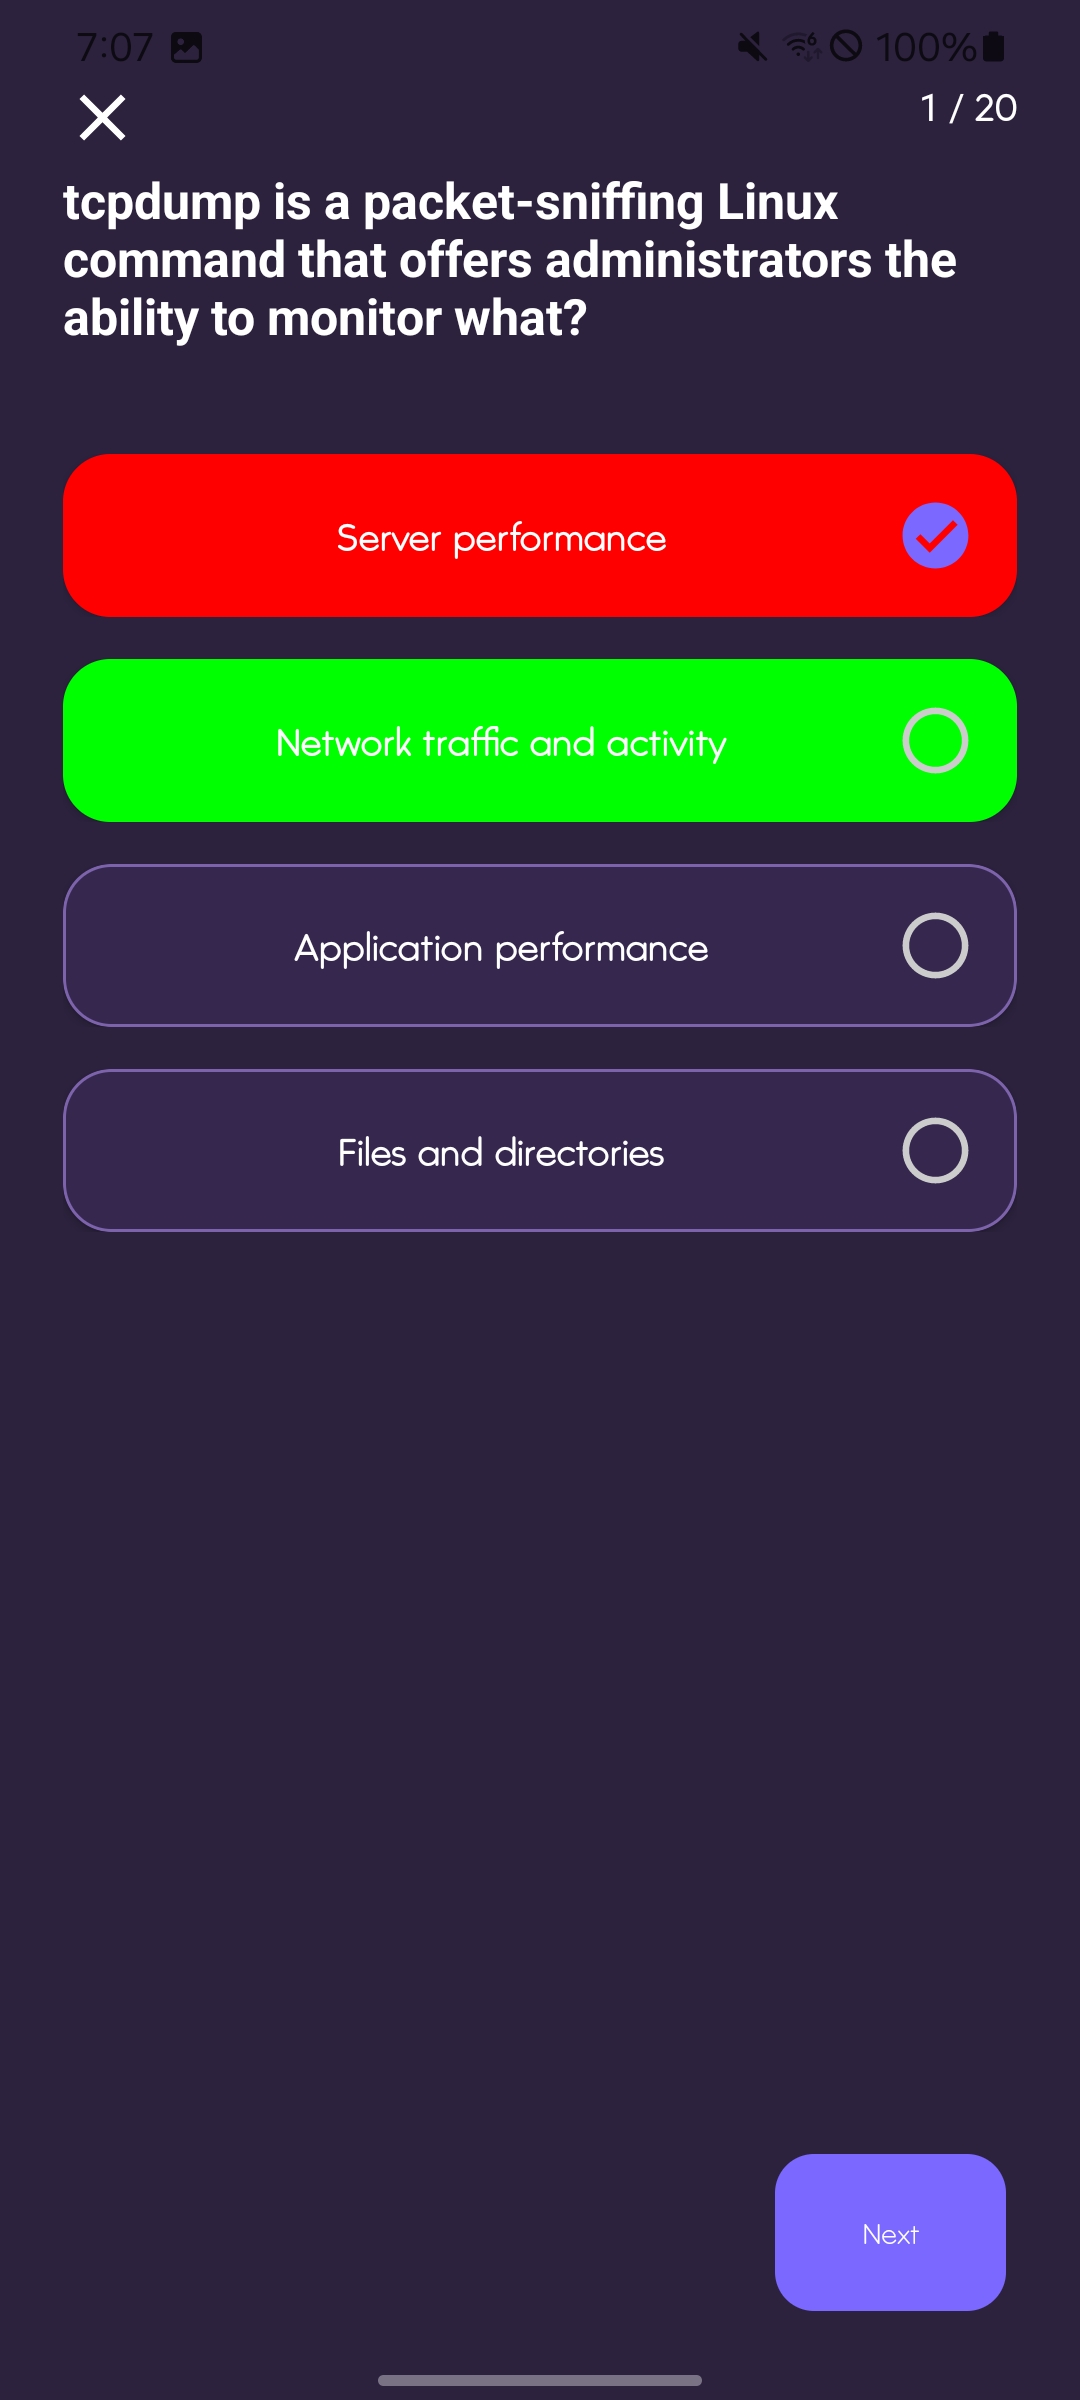 7:07
6
100%
1 / 20
tcpdump is a packet-sniffing Linux
command that offers administrators the
ability to monitor what?
Server performance
Network traffic and activity
Application performance
Files and directories
Next